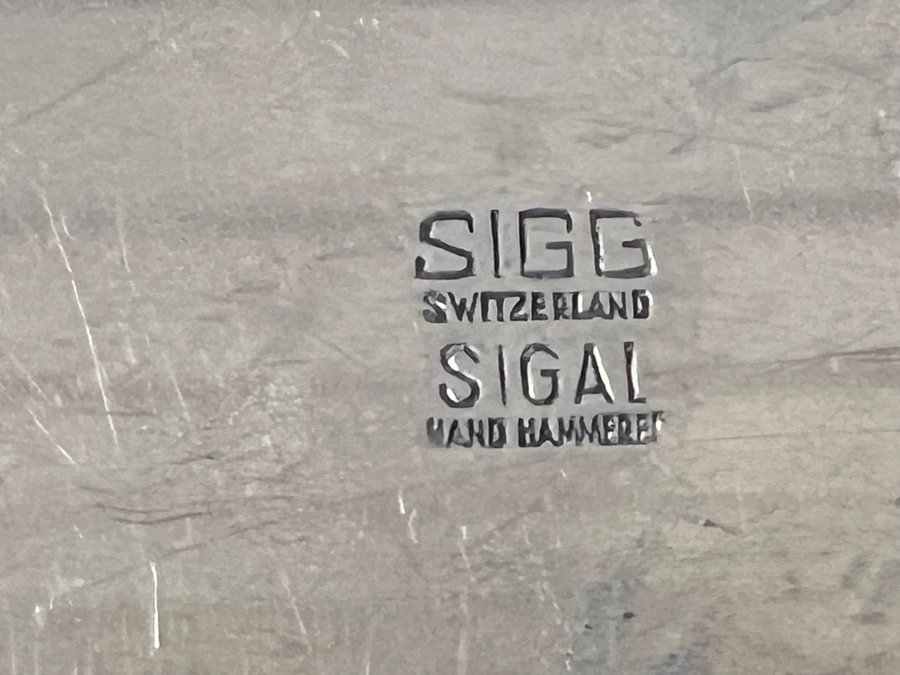 SIGG
SWITZERLAND
SIGAL
HAND HAMMERED